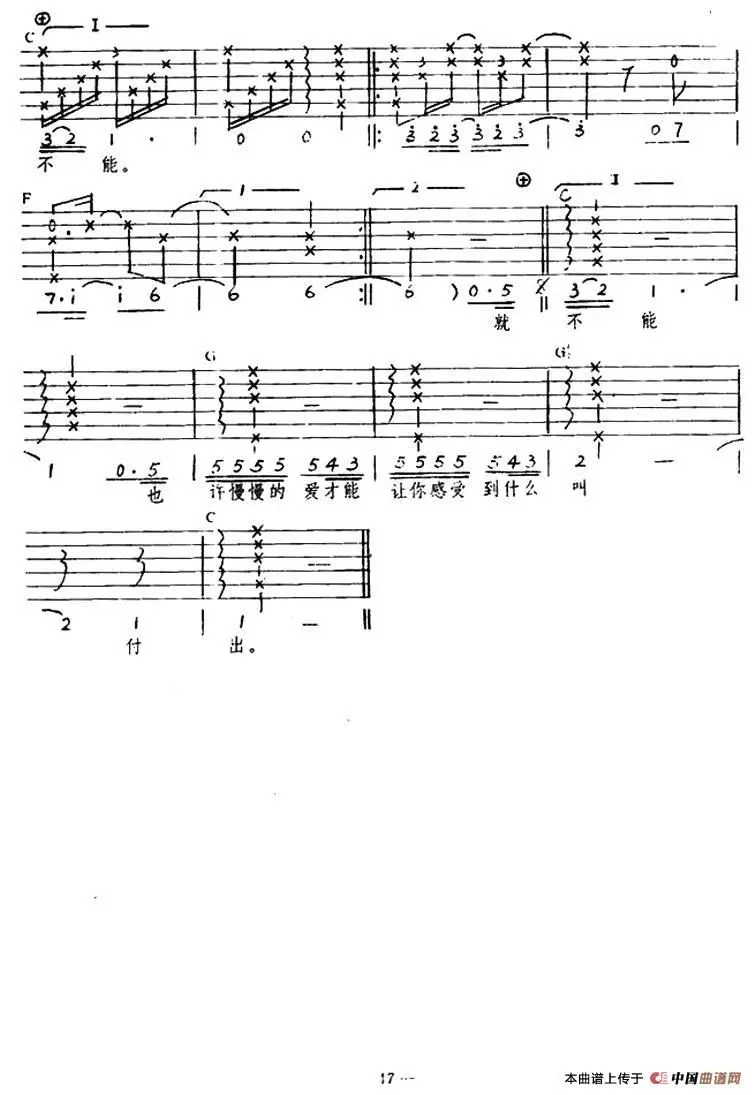 C I
3 2 1 · 0 0 3 2 3 3 2 3 3 0 7
不 能。
F 1 2 C II
7 · i i 6 6 6 6 ) 0 · 5 3 2 1 ·
就 不 能
G G
1 0 · 5 5 5 5 5 5 4 3 5 5 5 5 5 4 3 2 —
也 许慢慢的 爱才能 让你感受 到什么 叫
C
2 1 1 —
付 出。
17
本曲谱上传于 中国曲谱网